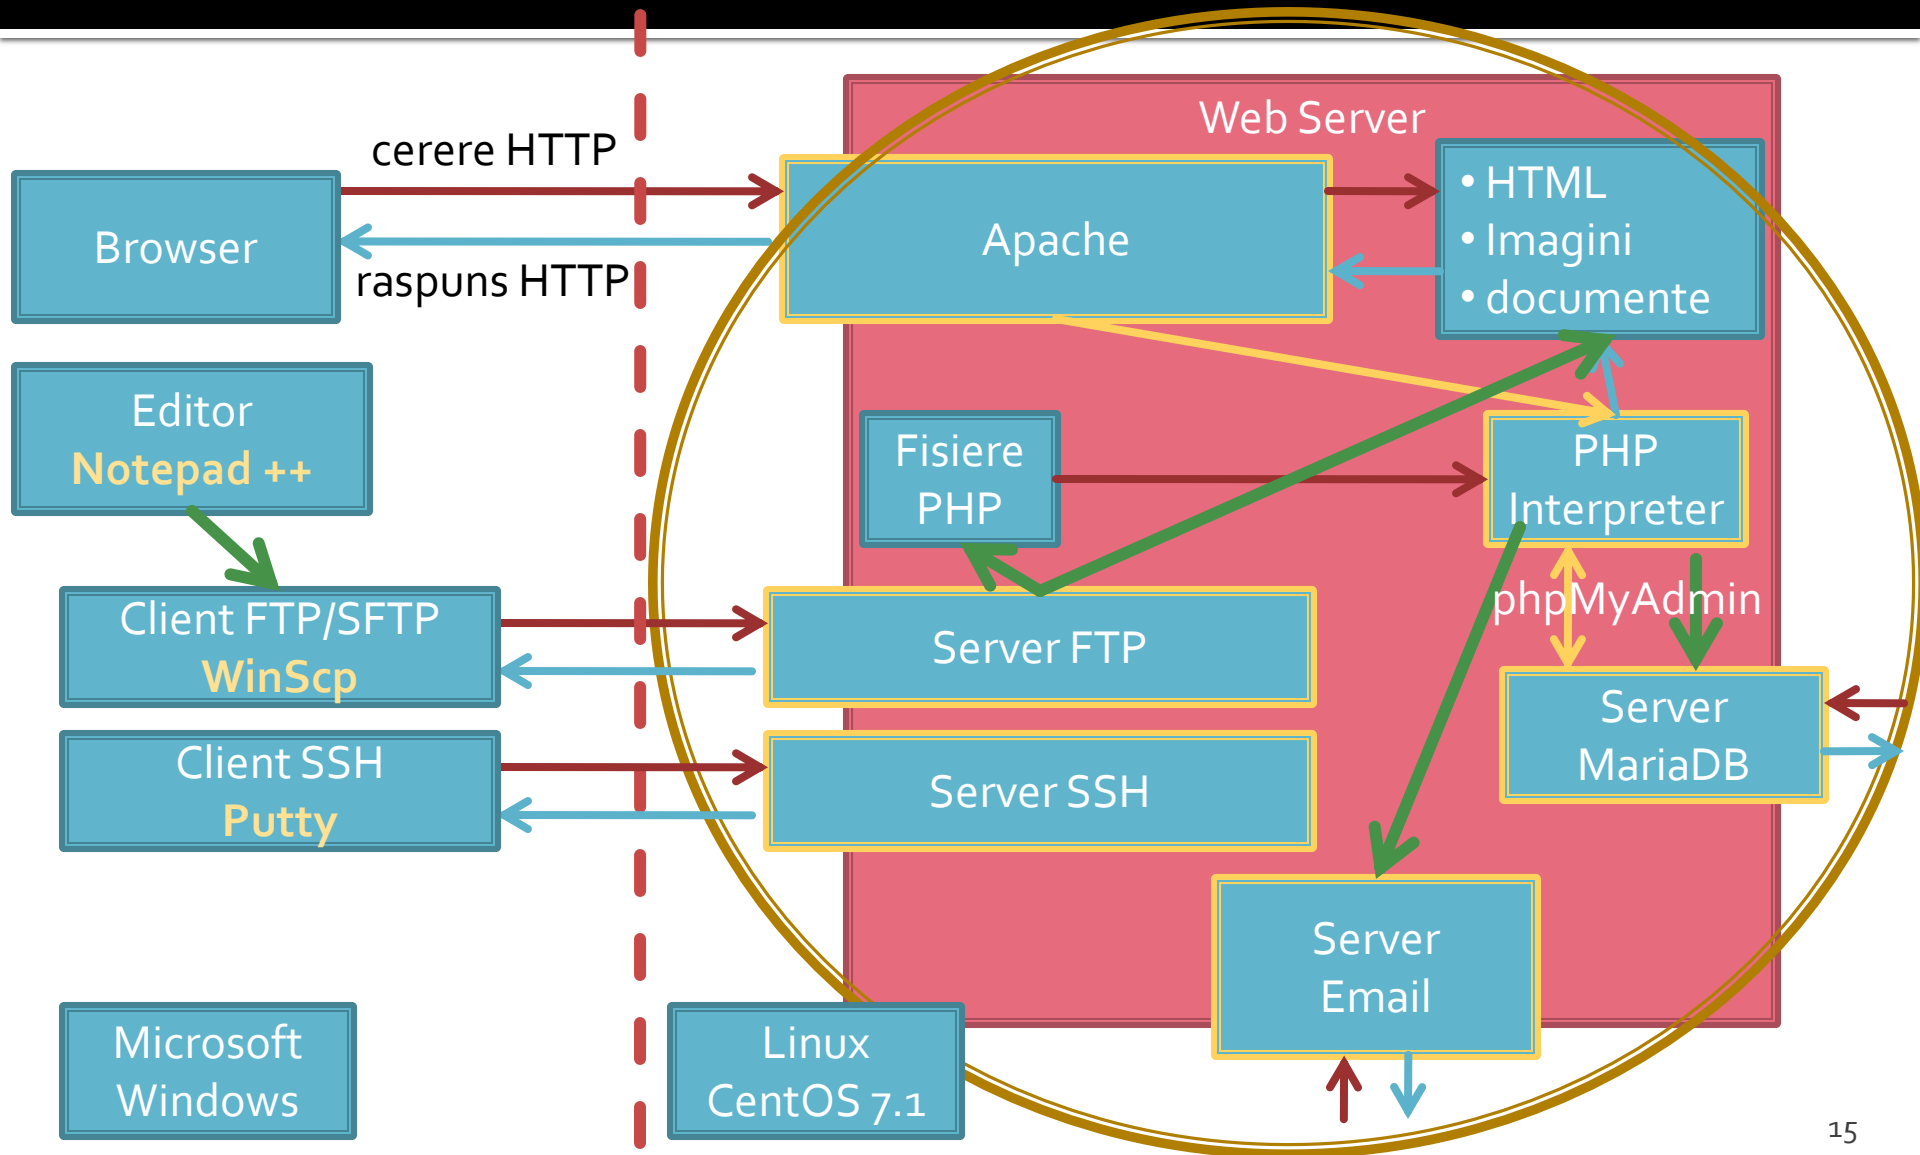 Web Server
cerere HTTP
Browser
raspuns HTTP
Apache
• HTML
• Imagini
• documente
Editor
Notepad ++
Fisiere
PHP
PHP
Interpreter
phpMyAdmin
Client FTP/SFTP
WinScp
Server FTP
Server
MariaDB
Client SSH
Putty
Server SSH
Server
Email
Microsoft
Windows
Linux
CentOS 7.1
15